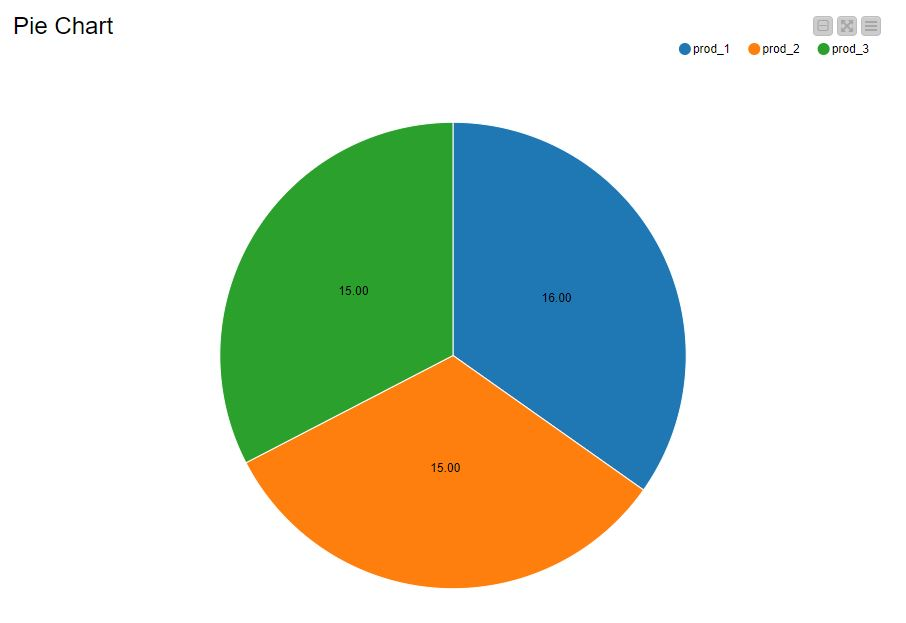 Pie Chart
prod_1 prod_2 prod_3
15.00 16.00
15.00